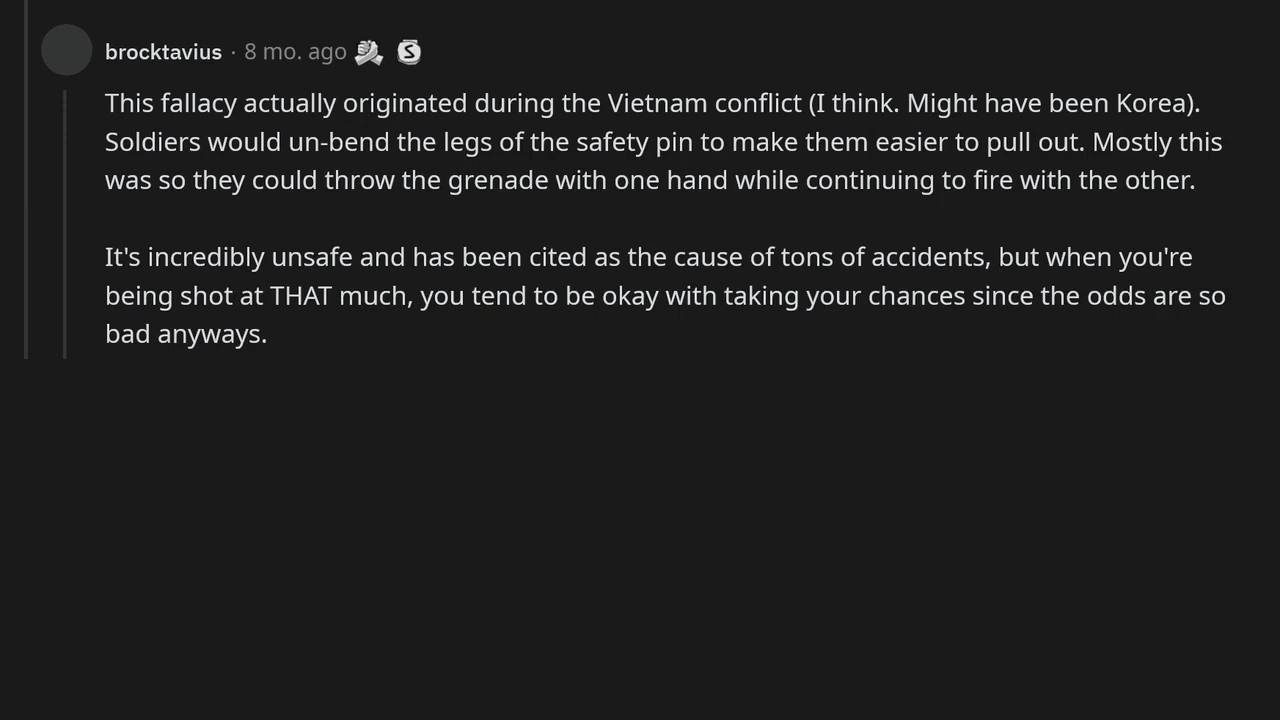 brocktavius · 8 mo. ago
This fallacy actually originated during the Vietnam conflict (I think. Might have been Korea).
Soldiers would un-bend the legs of the safety pin to make them easier to pull out. Mostly this
was so they could throw the grenade with one hand while continuing to fire with the other.
It's incredibly unsafe and has been cited as the cause of tons of accidents, but when you're
being shot at THAT much, you tend to be okay with taking your chances since the odds are so
bad anyways.